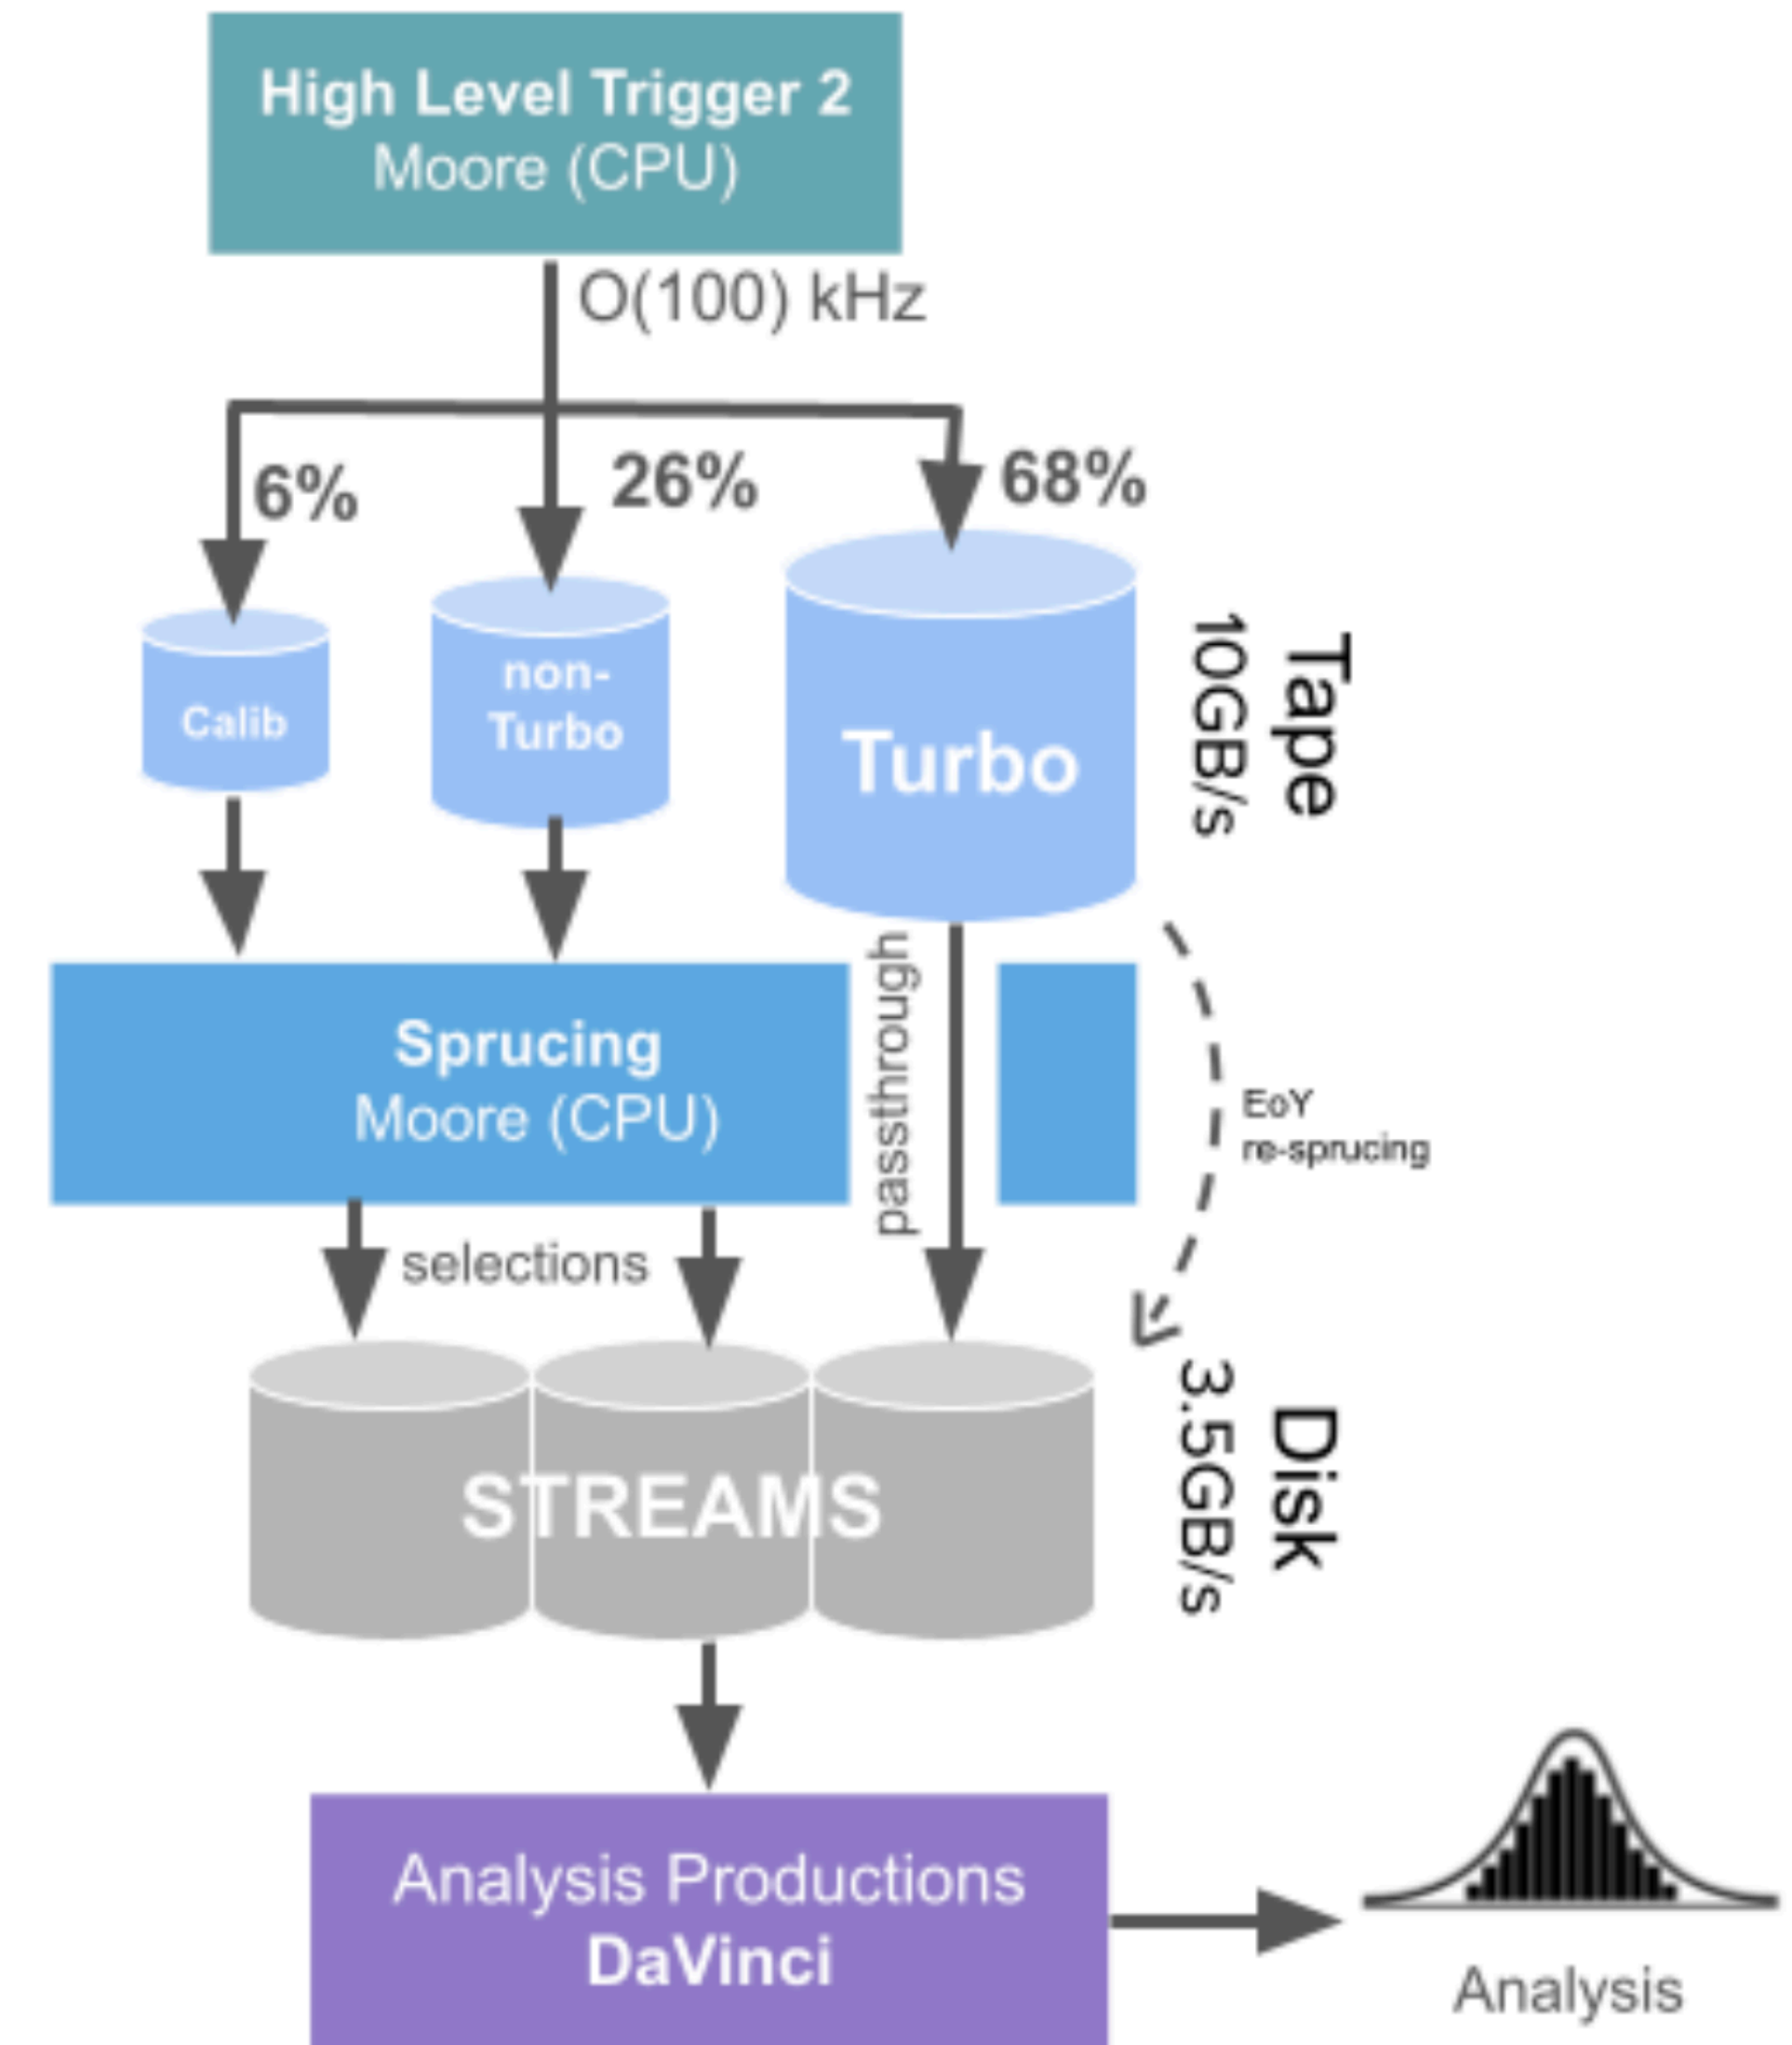 High Level Trigger 2
Moore (CPU)
O(100) kHz
6%
26%
68%
Calib
non-
Turbo
Turbo
Tape
10GB/s
Sprucing
Moore (CPU)
passthrough
EoY
re-sprucing
selections
STREAMS
Disk
3.5GB/s
Analysis Productions
DaVinci
Analysis